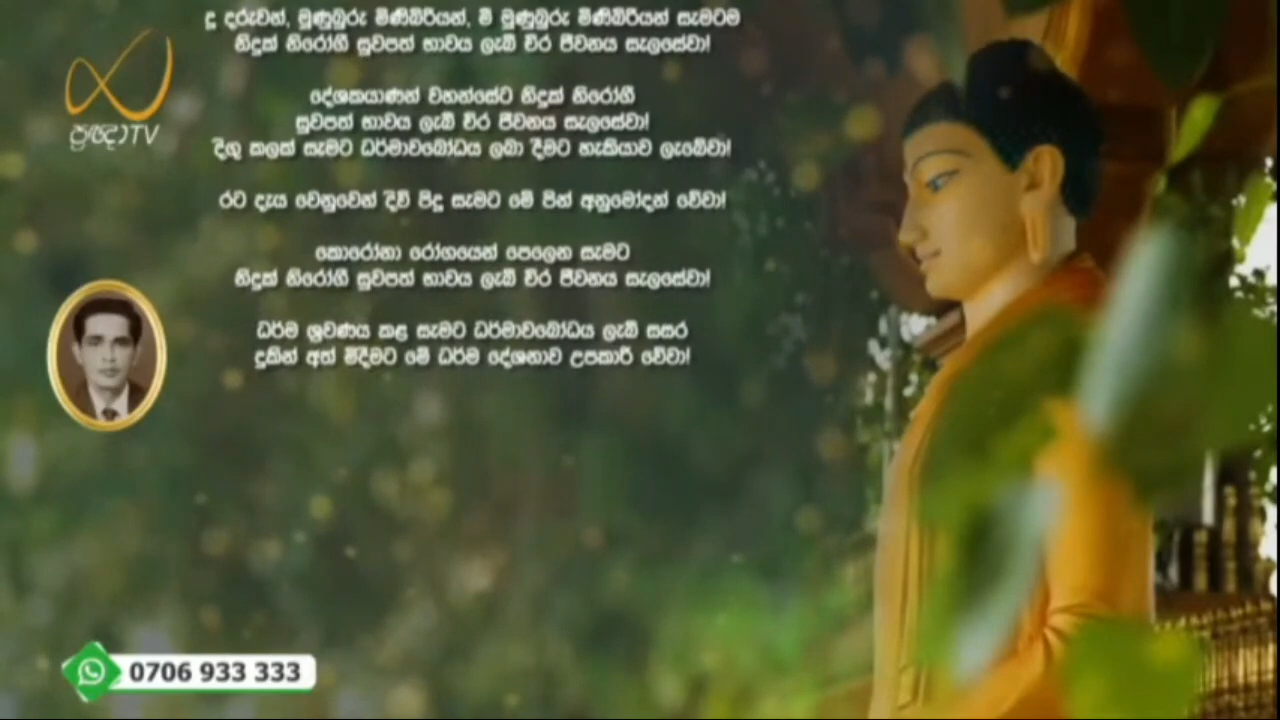 දූ දරුවන්, මුණුබුරු මිණිබිරියන්, මී මුණුබුරු මීණිබිරියන් සැමටම
නිදුක් නිරෝගී සුවපත් භාවය ලැබී චිර ජීවනය සැලසේවා!
දේශකයාණන් වහන්සේට නිදුක් නිරෝගී
සුවපත් භාවය ලැබී චිර ජීවනය සැලසේවා!
දිගු කලක් සැමට ධර්මාවබෝධය ලබා දීමට හැකියාව ලැබේවා!
රට දැය වෙනුවෙන් දිවි පිදූ සැමට මේ පින් අනුමෝදන් වේවා!
කොරෝනා රෝගයෙන් පෙලෙන සැමට
නිදුක් නිරෝගී සුවපත් භාවය ලැබී චිර ජීවනය සැලසේවා!
ධර්ම ශ්‍රවණය කළ සැමට ධර්මාවබෝධය ලැබී සසර
දුකින් අත් මිදීමට මේ ධර්ම දේශනාව උපකාරී වේවා!
ප්‍රඥාTV
0706 933 333